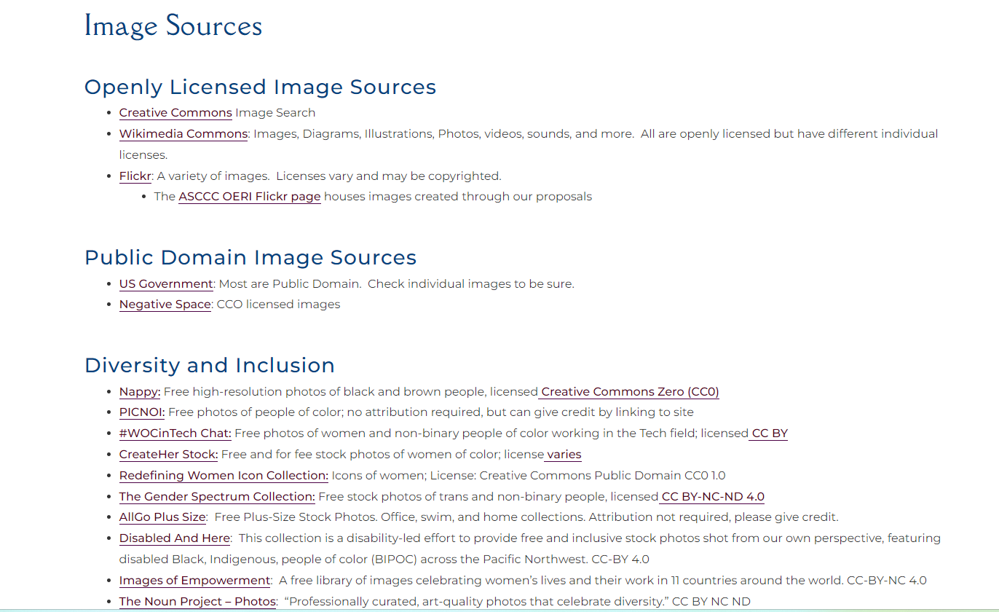 Image Sources
Openly Licensed Image Sources
Creative Commons Image Search
Wikimedia Commons: Images, Diagrams, Illustrations, Photos, videos, sounds, and more.  All are openly licensed but have different individual
licenses.
Flickr: A variety of images.  Licenses vary and may be copyrighted.
The ASCCC OERI Flickr page houses images created through our proposals
Public Domain Image Sources
US Government: Most are Public Domain.  Check individual images to be sure.
Negative Space: CCO licensed images
Diversity and Inclusion
Nappy: Free high-resolution photos of black and brown people, licensed Creative Commons Zero (CC0)
PICNOI: Free photos of people of color; no attribution required, but can give credit by linking to site
#WOCinTech Chat: Free photos of women and non-binary people of color working in the Tech field; licensed CC BY
CreateHer Stock: Free and for fee stock photos of women of color; license varies
Redefining Women Icon Collection: Icons of women; License: Creative Commons Public Domain CC0 1.0
The Gender Spectrum Collection: Free stock photos of trans and non-binary people, licensed CC BY-NC-ND 4.0
AllGo Plus Size:  Free Plus-Size Stock Photos. Office, swim, and home collections. Attribution not required, please give credit.
Disabled And Here:  This collection is a disability-led effort to provide free and inclusive stock photos shot from our own perspective, featuring
disabled Black, Indigenous, people of color (BIPOC) across the Pacific Northwest. CC-BY 4.0
Images of Empowerment:  A free library of images celebrating women’s lives and their work in 11 countries around the world. CC-BY-NC 4.0
The Noun Project – Photos:  “Professionally curated, art-quality photos that celebrate diversity.” CC BY NC ND